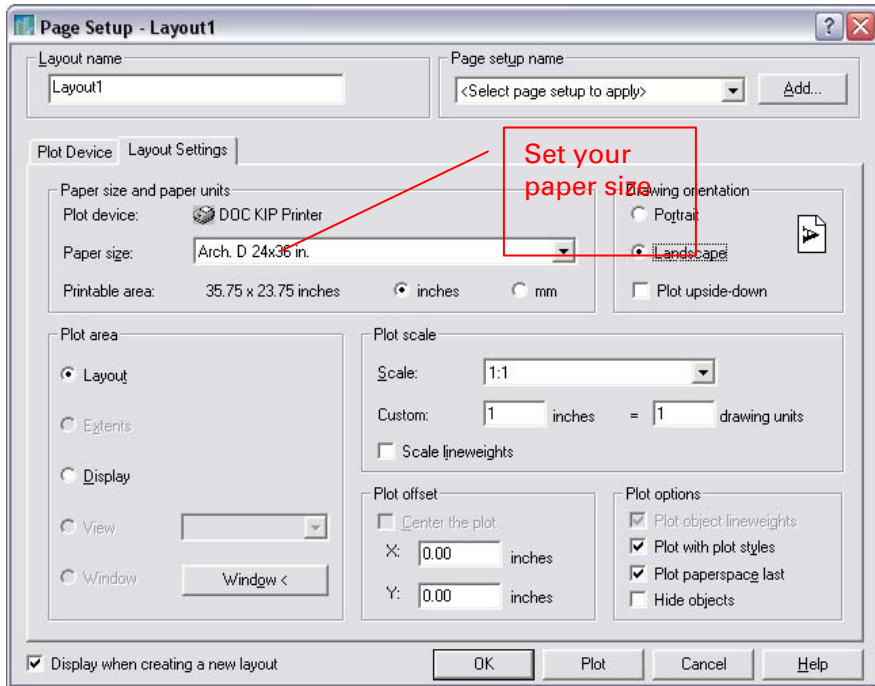 Page Setup - Layout1
Layout name
Layout1
Page setup name
<Select page setup to apply>
Add...
Plot Device
Layout Settings
Set your
paper size
Paper size and paper units
Plot device:
DOC KIP Printer
Paper size:
Arch. D 24x36 in.
Printable area:
35.75 x 23.75 inches
inches
mm
Drawing orientation
Portrait
A
Landscape
Plot upside-down
Plot area
Layout
Extents
Display
View
Window
Window <
Plot scale
Scale:
1:1
Custom:
1
inches
=
1
drawing units
Scale lineweights
Plot offset
Center the plot
X:
0.00
inches
Y:
0.00
inches
Plot options
Plot object lineweights
Plot with plot styles
Plot paperspace last
Hide objects
Display when creating a new layout
OK
Plot
Cancel
Help